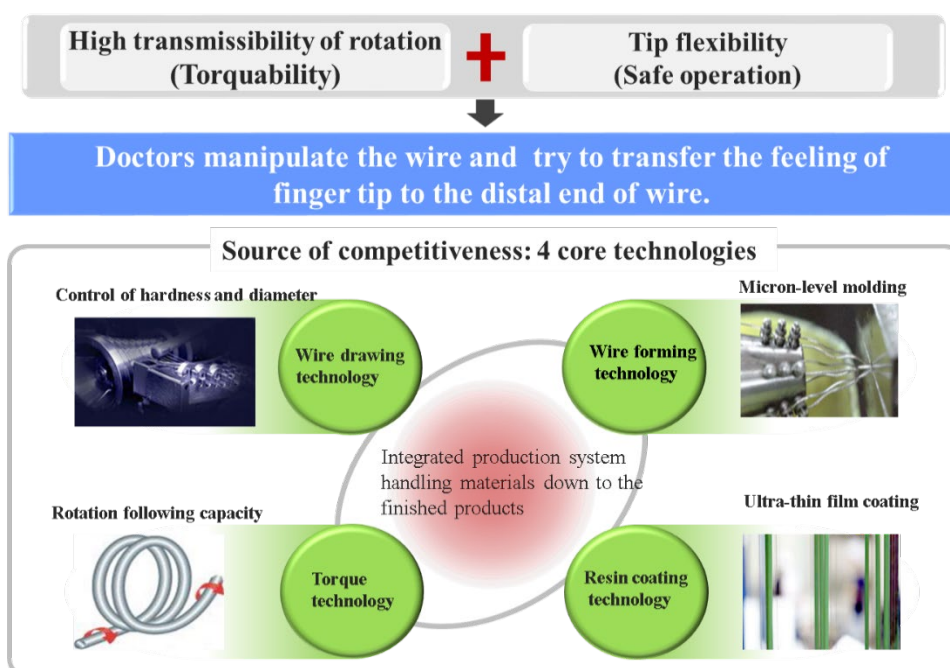 High transmissibility of rotation
(Torquability)
Tip flexibility
(Safe operation)
Doctors manipulate the wire and try to transfer the feeling of
finger tip to the distal end of wire.
Source of competitiveness: 4 core technologies
Control of hardness and diameter
Wire drawing
technology
Micron-level molding
Wire forming
technology
Integrated production system
handling materials down to the
finished products
Rotation following capacity
Torque
technology
Ultra-thin film coating
Resin coating
technology